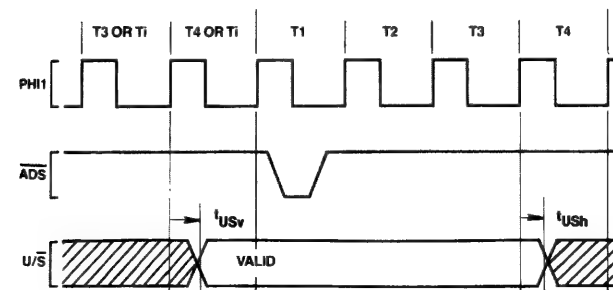 T3 OR Ti T4 OR Ti T1 T2 T3 T4
PHI1
ADS
tUSv tUSh
U/S VALID